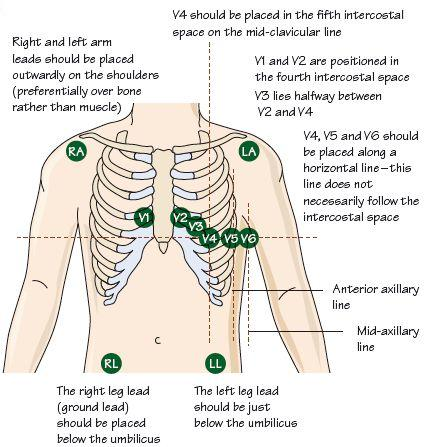 V4 should be placed in the fifth intercostal
space on the mid-clavicular line
Right and left arm
leads should be placed
outwardly on the shoulders
(preferentially over bone
rather than muscle)
V1 and V2 are positioned in
the fourth intercostal space
V3 lies halfway between
V2 and V4
V4, V5 and V6 should
be placed along a
horizontal line—this
line does not
necessarily follow the
intercostal space
RA
LA
V1
V2
V3
V4
V5
V6
Anterior axillary
line
Mid-axillary
line
RL
LL
The right leg lead
(ground lead)
should be placed
below the umbilicus
The left leg lead
should be just
below the umbilicus